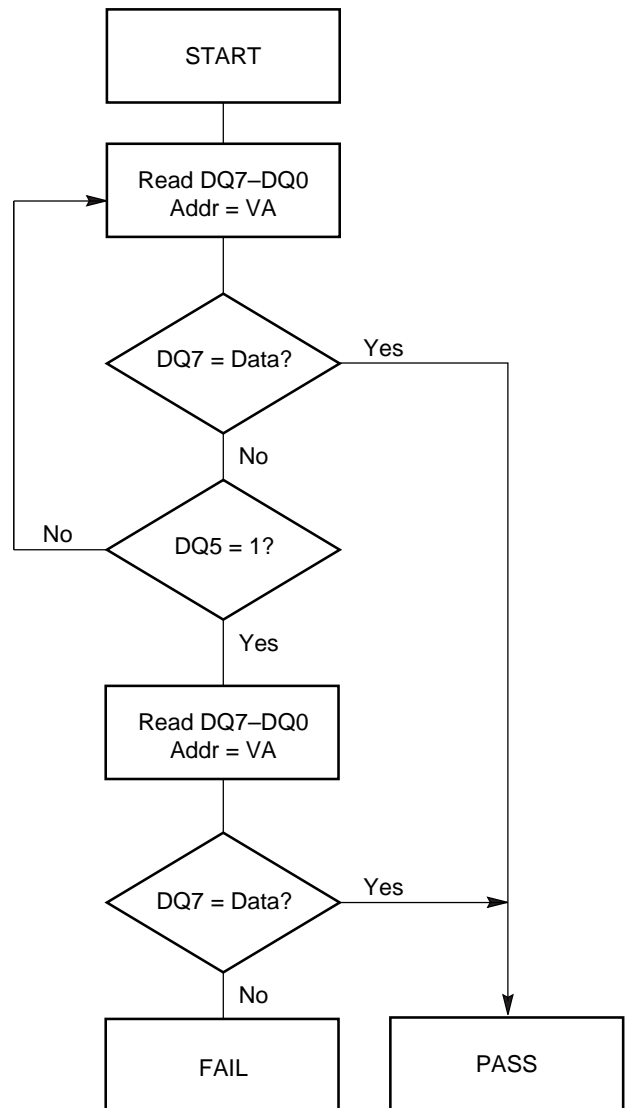 START
Read DQ7–DQ0
Addr = VA
DQ7 = Data?
Yes
No
No
DQ5 = 1?
Yes
Read DQ7–DQ0
Addr = VA
DQ7 = Data?
Yes
No
FAIL
PASS